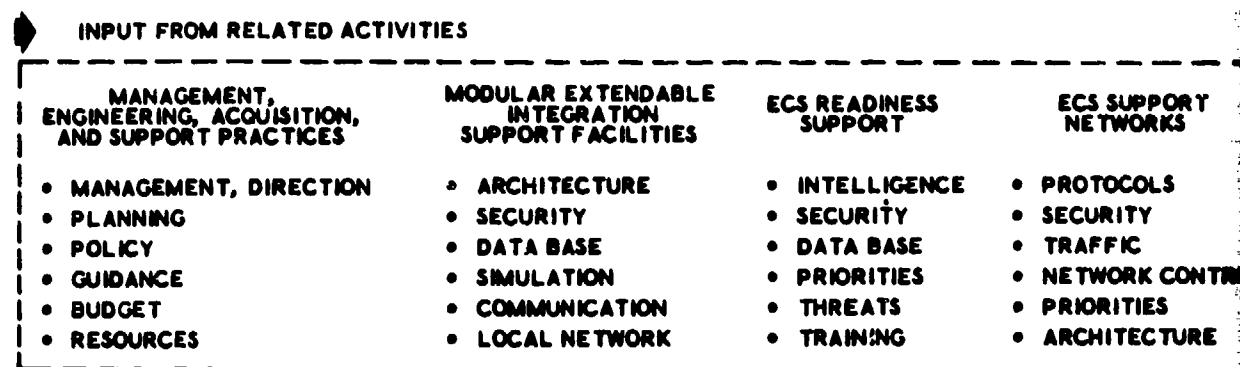 INPUT FROM RELATED ACTIVITIES
MANAGEMENT,
ENGINEERING, ACQUISITION,
AND SUPPORT PRACTICES
• MANAGEMENT, DIRECTION
• PLANNING
• POLICY
• GUIDANCE
• BUDGET
• RESOURCES
MODULAR EXTENDABLE
INTEGRATION
SUPPORT FACILITIES
• ARCHITECTURE
• SECURITY
• DATA BASE
• SIMULATION
• COMMUNICATION
• LOCAL NETWORK
ECS READINESS
SUPPORT
• INTELLIGENCE
• SECURITY
• DATA BASE
• PRIORITIES
• THREATS
• TRAINING
ECS SUPPORT
NETWORKS
• PROTOCOLS
• SECURITY
• TRAFFIC
• NETWORK
• PRIORITIES
• ARCHITECTURE